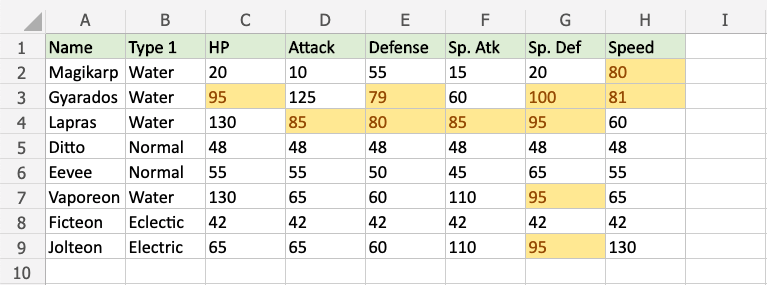 A B C D E F G H I
1 Name Type 1 HP Attack Defense Sp. Atk Sp. Def Speed
2 Magikarp Water 20 10 55 15 20 80
3 Gyarados Water 95 125 79 60 100 81
4 Lapras Water 130 85 80 85 95 60
5 Ditto Normal 48 48 48 48 48 48
6 Eevee Normal 55 55 50 45 65 55
7 Vaporeon Water 130 65 60 110 95 65
8 Ficteon Eclectic 42 42 42 42 42 42
9 Jolteon Electric 65 65 60 110 95 130
10